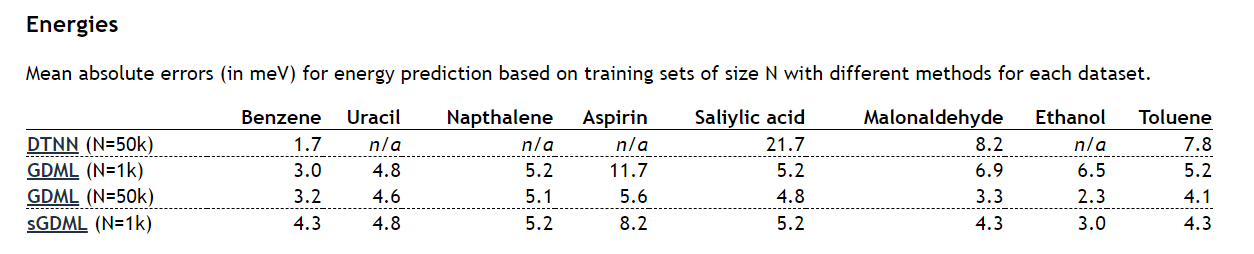 Energies
Mean absolute errors (in meV) for energy prediction based on training sets of size N with different methods for each dataset.
Benzene Uracil Napthalene Aspirin Saliylic acid Malonaldehyde Ethanol Toluene
DTNN (N=50k) 1.7 n/a n/a n/a 21.7 8.2 n/a 7.8
GDML (N=1k) 3.0 4.8 5.2 11.7 5.2 6.9 6.5 5.2
GDML (N=50k) 3.2 4.6 5.1 5.6 4.8 3.3 2.3 4.1
sGDML (N=1k) 4.3 4.8 5.2 8.2 5.2 4.3 3.0 4.3